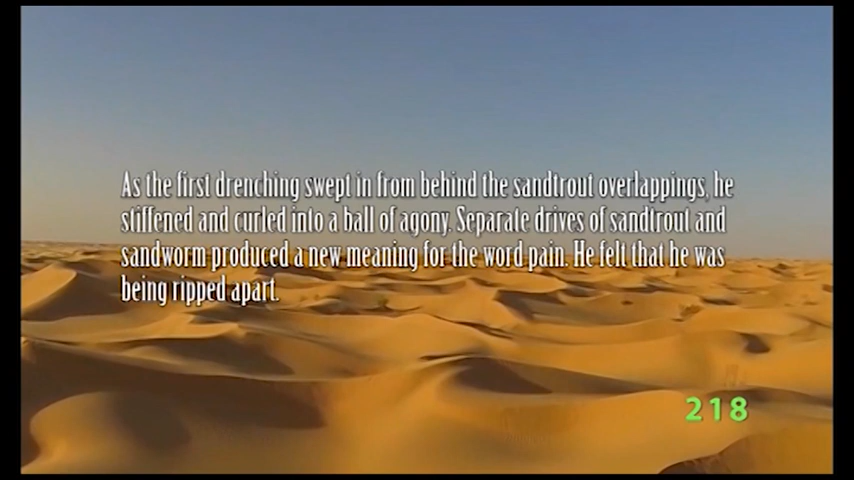 As the first drenching swept in from behind the sandtrout overlappings, he
stiffened and curled into a ball of agony. Separate drives of sandtrout and
sandworm produced a new meaning for the word pain. He felt that he was
being ripped apart.
218